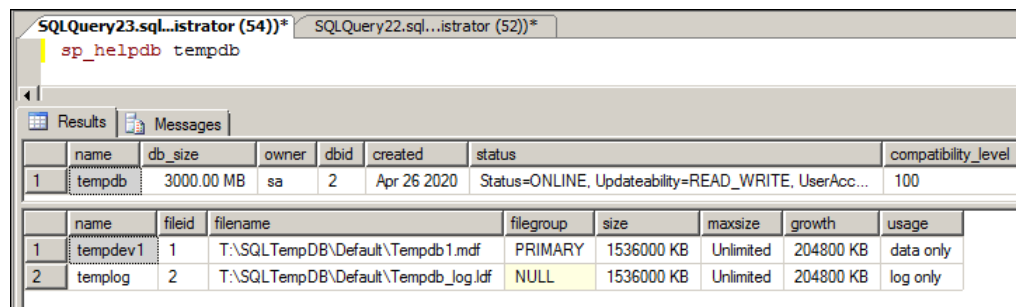 SQLQuery23.sql...istrator (54))* SQLQuery22.sql...istrator (52))*
sp_helpdb tempdb
Results Messages
name db_size owner dbid created status compatibility_level
1 tempdb 3000.00 MB sa 2 Apr 26 2020 Status=ONLINE, Updateability=READ_WRITE, UserAcc... 100
name fileid filename filegroup size maxsize growth usage
1 tempdev1 1 T:\SQLTempDB\Default\Tempdb1.mdf PRIMARY 1536000 KB Unlimited 204800 KB data only
2 templog 2 T:\SQLTempDB\Default\Tempdb_log.ldf NULL 1536000 KB Unlimited 204800 KB log only